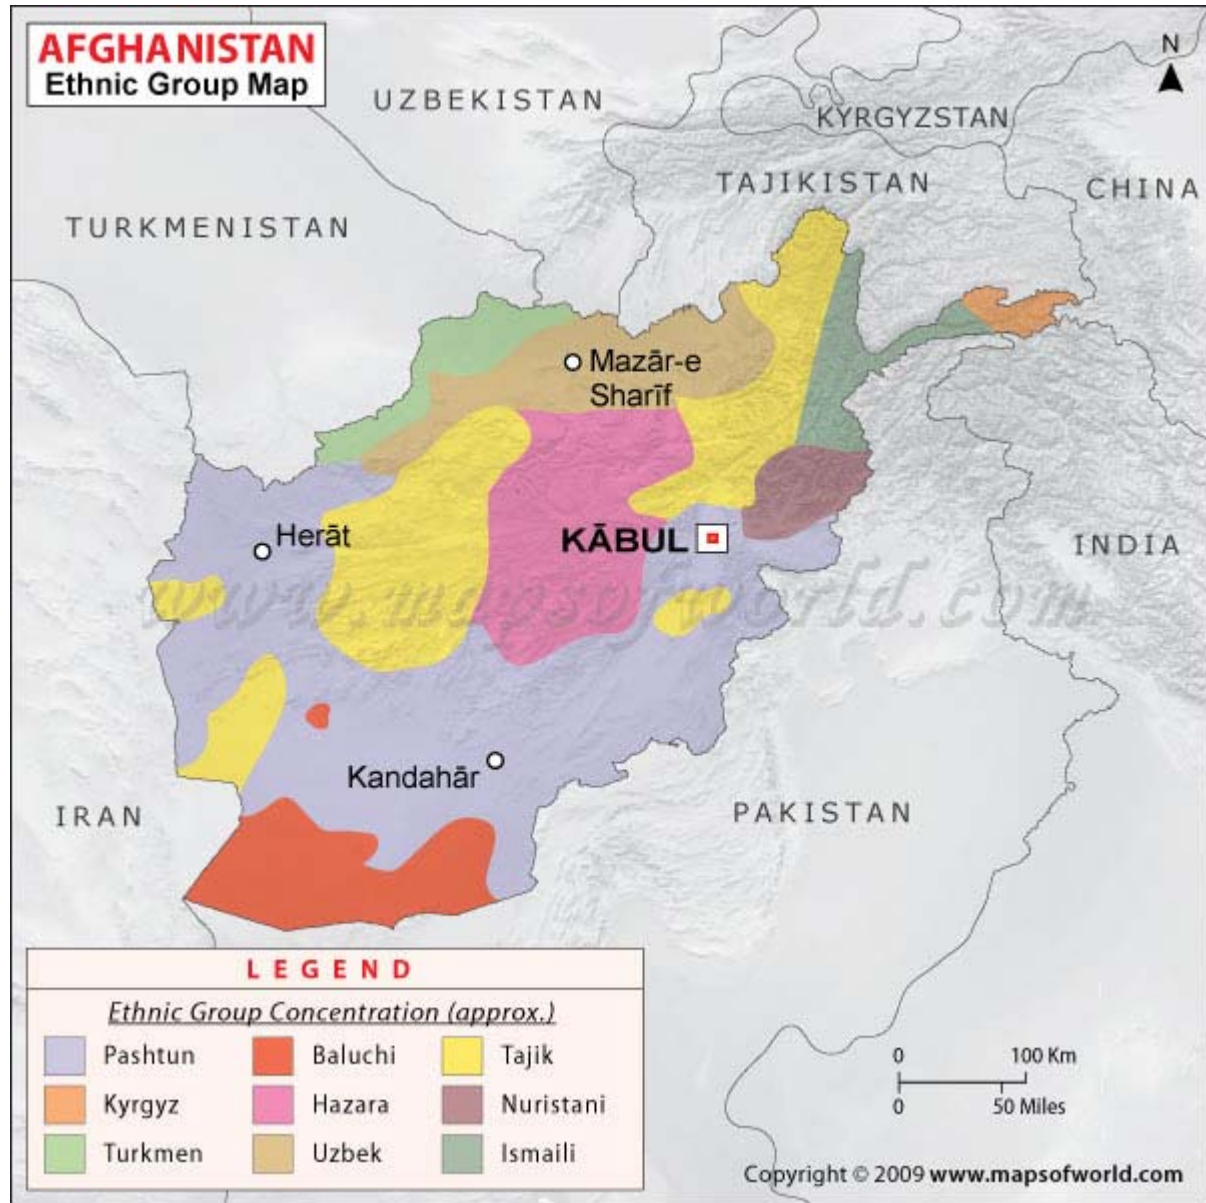 AFGHANISTAN
Ethnic Group Map
N
UZBEKISTAN
KYRGYZSTAN
TAJIKISTAN
CHINA
TURKMENISTAN
Mazār-e
Sharīf
Herāt
KĀBUL
INDIA
www.mapsofworld.com
Kandahār
IRAN
PAKISTAN
LEGEND
Ethnic Group Concentration (approx.)
Pashtun Baluchi Tajik
Kyrgyz Hazara Nuristani
Turkmen Uzbek Ismaili
0 100 Km
0 50 Miles
Copyright © 2009 www.mapsofworld.com